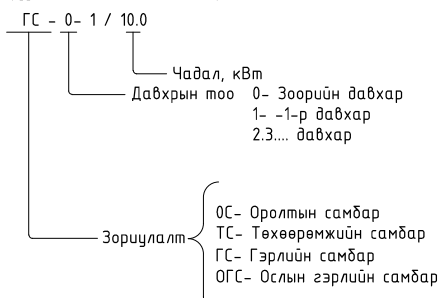 ГС - 0- 1 / 10.0
Чадал, кВт
Давхрын тоо 0- Зоорийн давхар
1- -1-р давхар
2.3.... давхар
ОС- Оролтын самбар
ТС- Төхөөрөмжийн самбар
Зориулалт
ГС- Гэрлийн самбар
ОГС- Ослын гэрлийн самбар